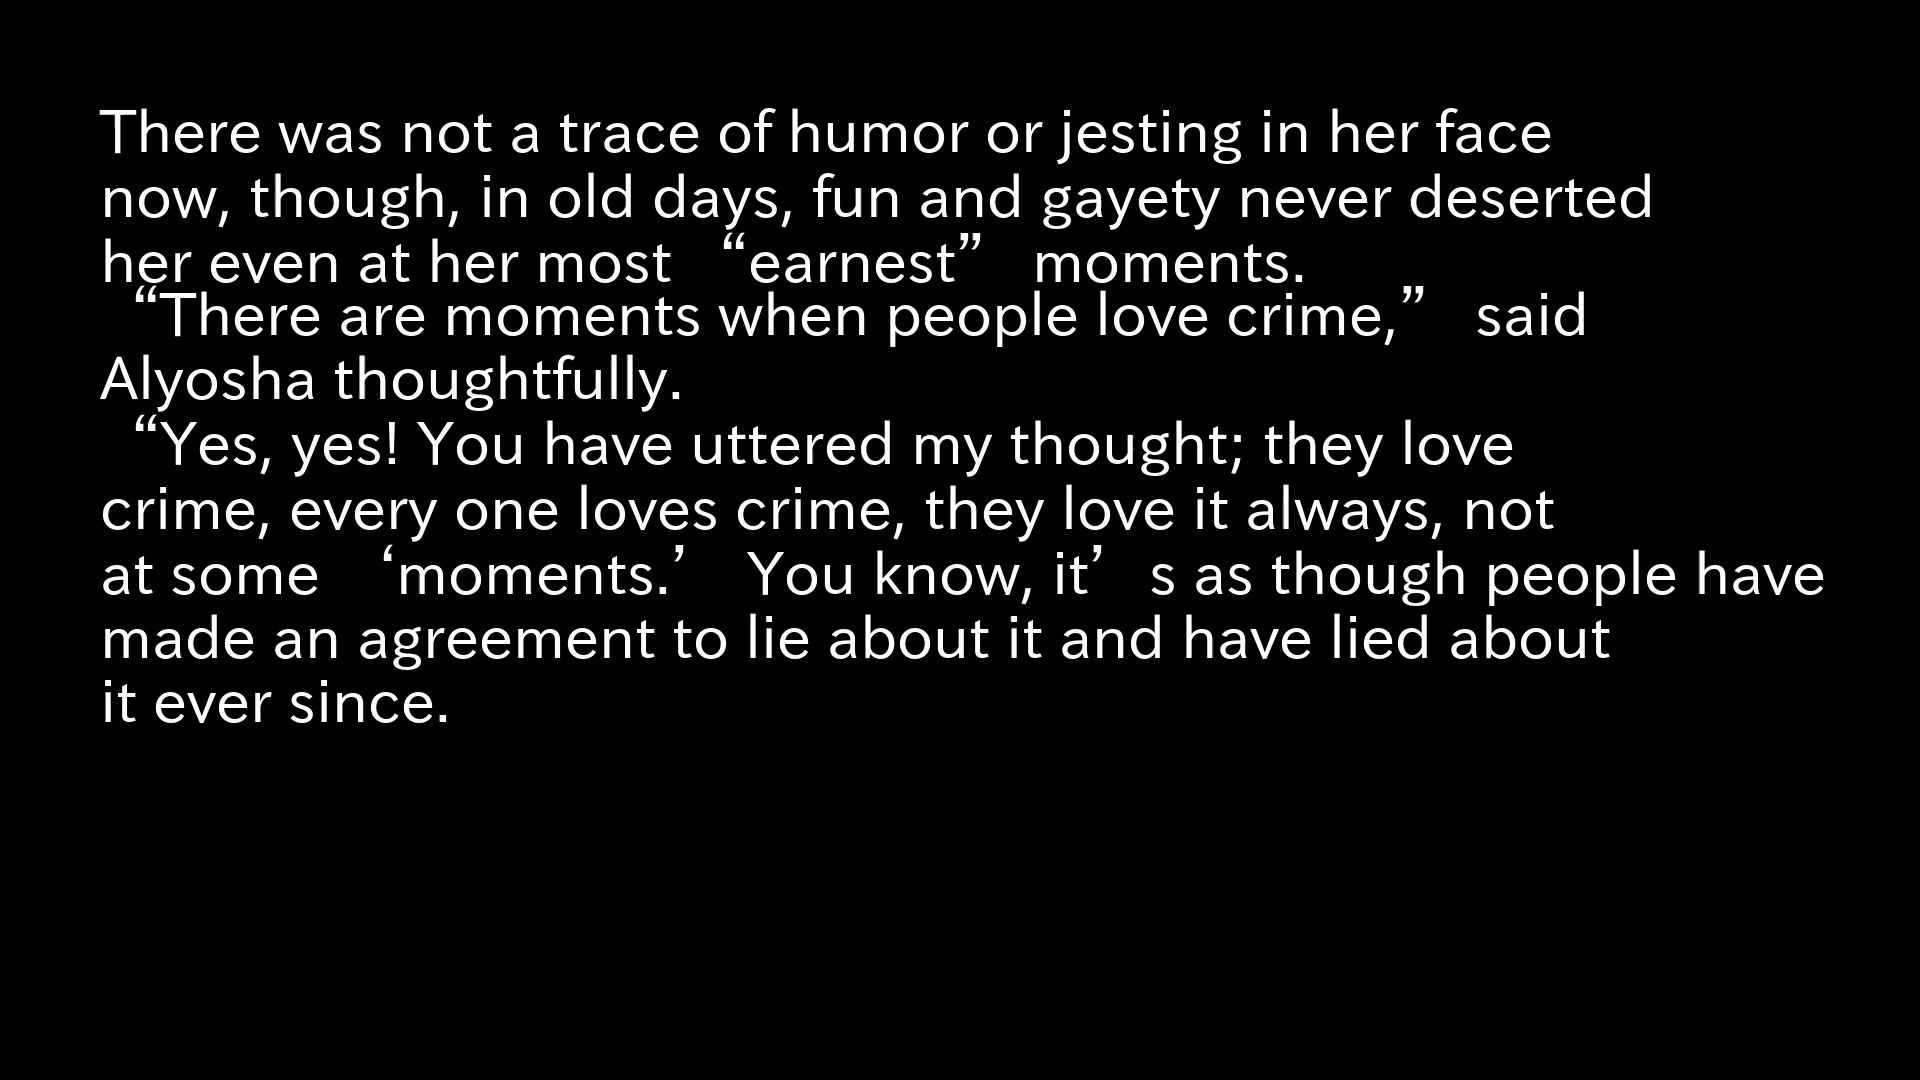 There was not a trace of humor or jesting in her face
now, though, in old days, fun and gayety never deserted
her even at her most “earnest” moments.
“There are moments when people love crime,” said
Alyosha thoughtfully.
“Yes, yes! You have uttered my thought; they love
crime, every one loves crime, they love it always, not
at some ‘moments.’ You know, it’s as though people have
made an agreement to lie about it and have lied about
it ever since.